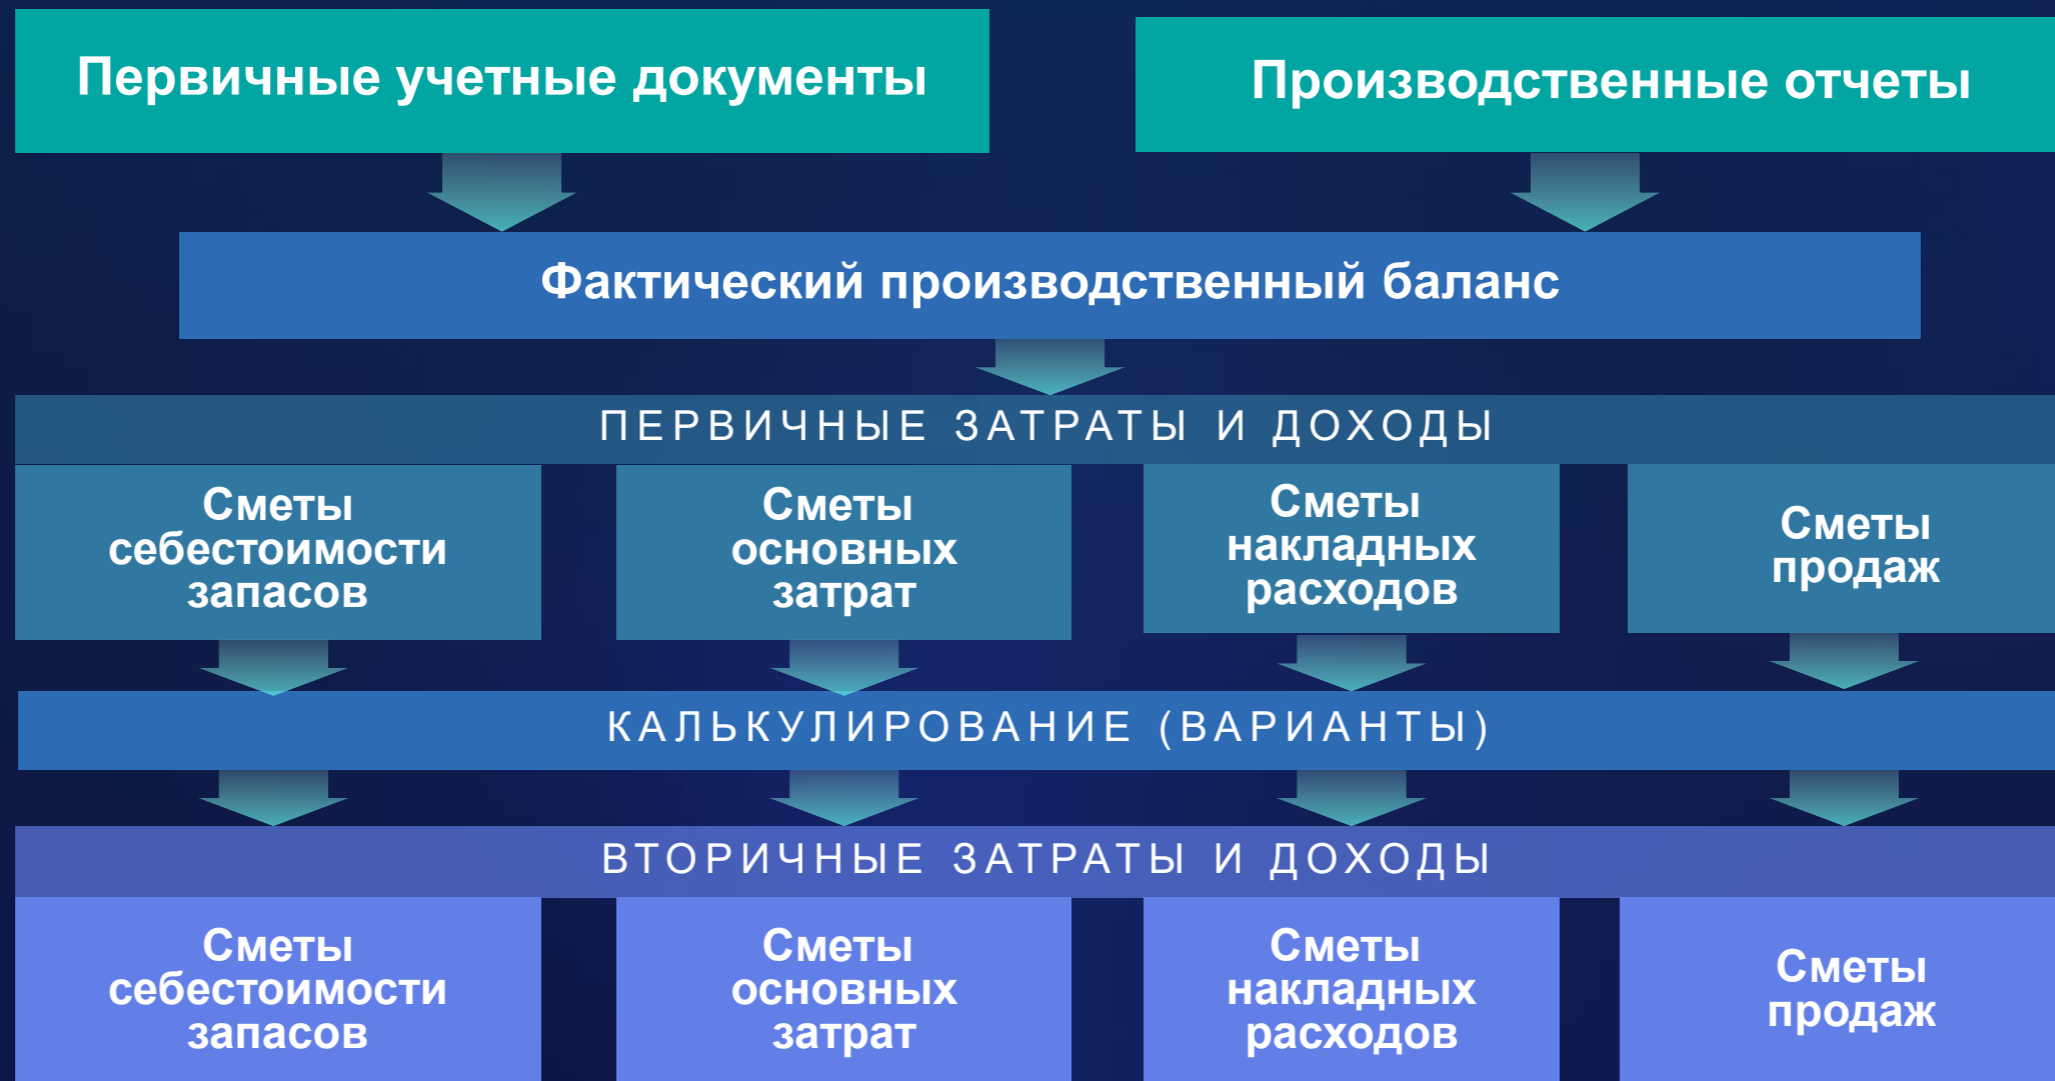 Первичные учетные документы
Производственные отчеты
Фактический производственный баланс
ПЕРВИЧНЫЕ ЗАТРАТЫ И ДОХОДЫ
Сметы
себестоимости
запасов
Сметы
основных
затрат
Сметы
накладных
расходов
Сметы
продаж
КАЛЬКУЛИРОВАНИЕ (ВАРИАНТЫ)
ВТОРИЧНЫЕ ЗАТРАТЫ И ДОХОДЫ
Сметы
себестоимости
запасов
Сметы
основных
затрат
Сметы
накладных
расходов
Сметы
продаж